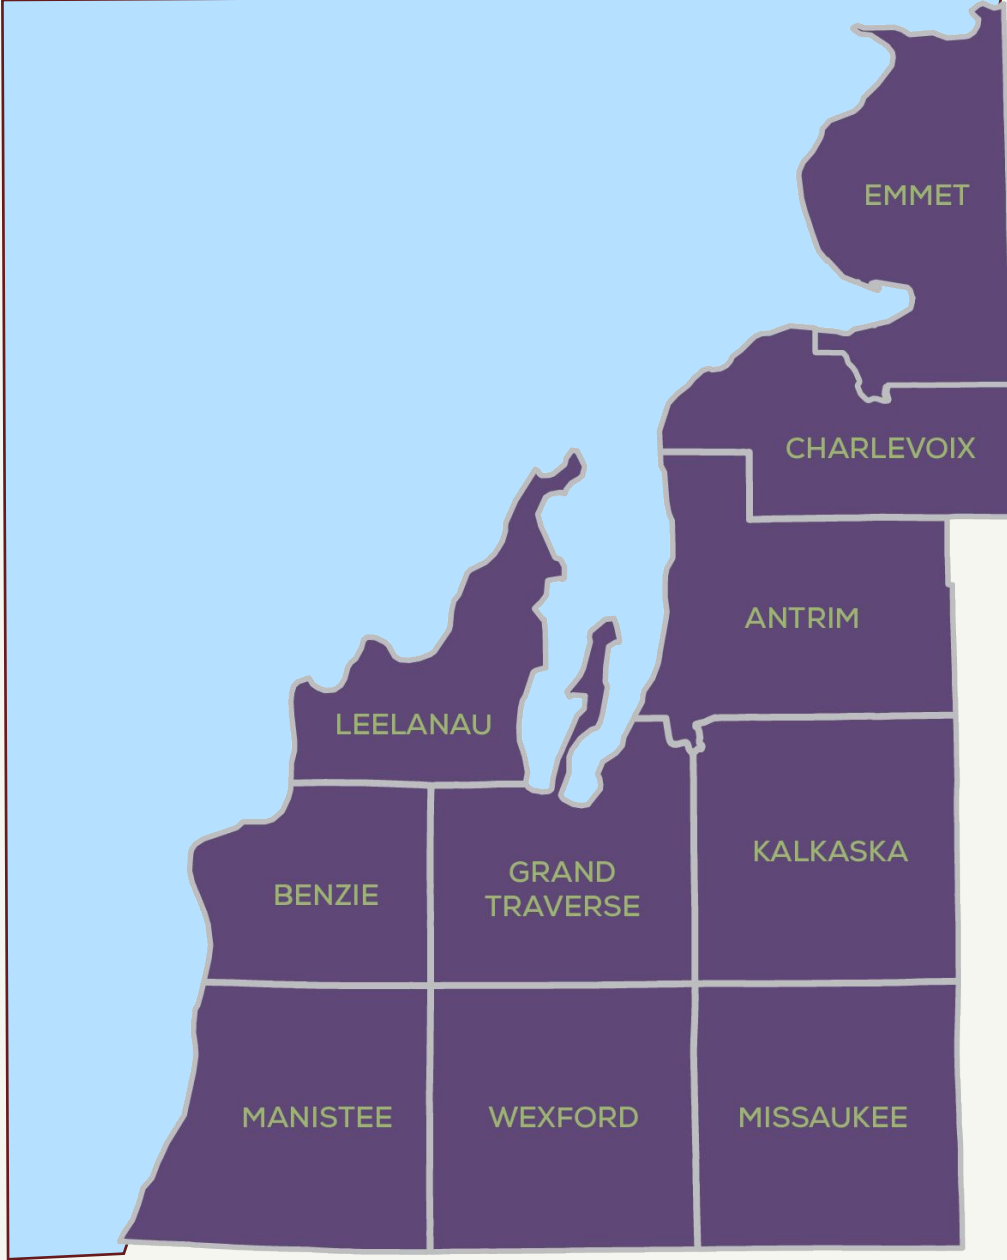 EMMET
CHARLEVOIX
ANTRIM
LEELANAU
KALKASKA
GRAND
TRAVERSE
BENZIE
MANISTEE
WEXFORD
MISSAUKEE